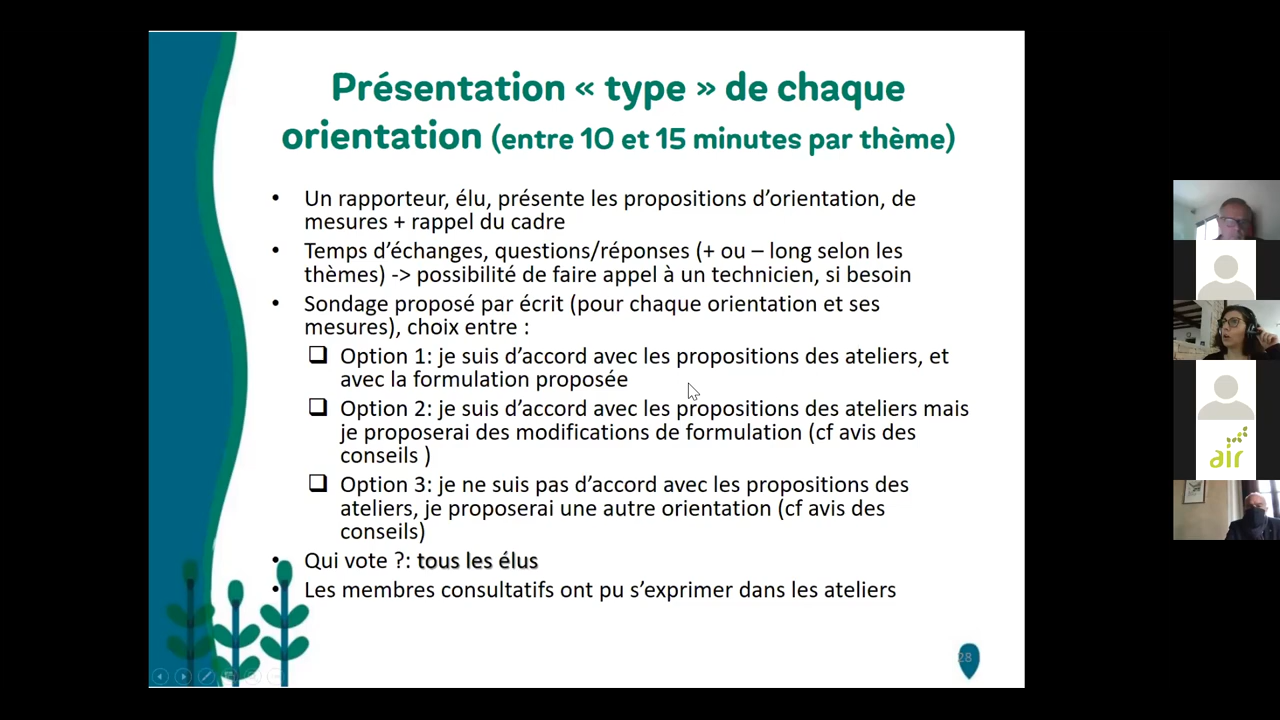 Présentation « type » de chaque
orientation (entre 10 et 15 minutes par thème)
• Un rapporteur, élu, présente les propositions d’orientation, de
mesures + rappel du cadre
• Temps d’échanges, questions/réponses (+ ou – long selon les
thèmes) -> possibilité de faire appel à un technicien, si besoin
• Sondage proposé par écrit (pour chaque orientation et ses
mesures), choix entre :
❑ Option 1: je suis d’accord avec les propositions des ateliers, et
avec la formulation proposée
❑ Option 2: je suis d’accord avec les propositions des ateliers mais
je proposerai des modifications de formulation (cf avis des
conseils )
❑ Option 3: je ne suis pas d’accord avec les propositions des
ateliers, je proposerai une autre orientation (cf avis des
conseils)
• Qui vote ?: tous les élus
• Les membres consultatifs ont pu s’exprimer dans les ateliers
28
air